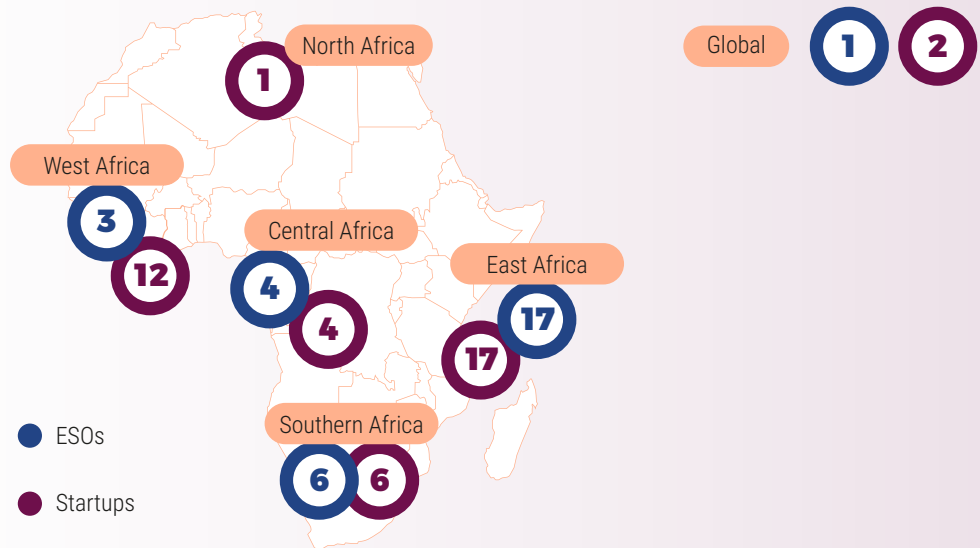 North Africa
1
Global
1
2
West Africa
3
12
Central Africa
4
4
East Africa
17
17
Southern Africa
6
6
ESOs
Startups